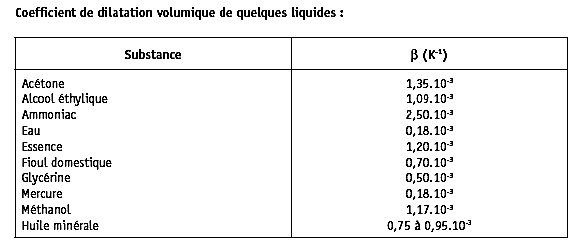 Coefficient de dilatation volumique de quelques liquides :
Substance β (K⁻¹)
Acétone 1,35.10⁻³
Alcool éthylique 1,09.10⁻³
Ammoniac 2,50.10⁻³
Eau 0,18.10⁻³
Essence 1,20.10⁻³
Fioul domestique 0,70.10⁻³
Glycérine 0,50.10⁻³
Mercure 0,18.10⁻³
Méthanol 1,17.10⁻³
Huile minérale 0,75 à 0,95.10⁻³